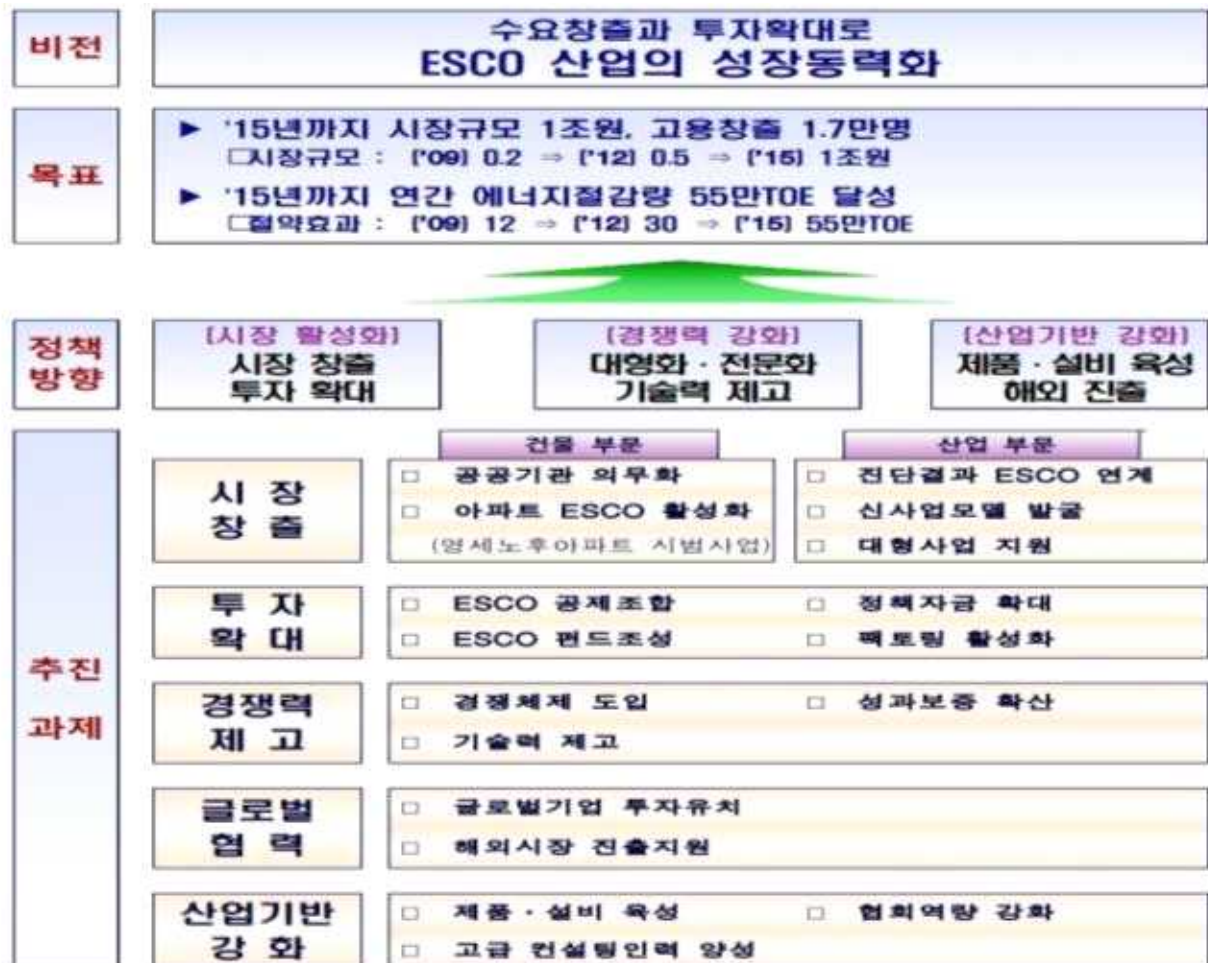 비전
수요창출과 투자확대로
ESCO 산업의 성장동력화
목표
► '15년까지 시장규모 1조원, 고용창출 1.7만명
□시장규모 : ('09) 0.2 ⇒ ('12) 0.5 ⇒ ('15) 1조원
► '15년까지 연간 에너지절감량 55만TOE 달성
□절약효과 : ('09) 12 ⇒ ('12) 30 ⇒ ('15) 55만TOE
정책
방향
[시장 활성화]
시장 창출
투자 확대
[경쟁력 강화]
대형화 · 전문화
기술력 제고
[산업기반 강화]
제품 · 설비 육성
해외 진출
추진
과제
시 장
창 출
건물 부문
□ 공공기관 의무화
□ 아파트 ESCO 활성화
(영세노후아파트 시범사업)
산업 부문
□ 진단결과 ESCO 연계
□ 신사업모델 발굴
□ 대형사업 지원
투 자
확 대
□ ESCO 공제조합
□ 정책자금 확대
□ ESCO 펀드조성
□ 팩토링 활성화
경쟁력
제 고
□ 경쟁체제 도입
□ 성과보증 확산
□ 기술력 제고
글로벌
협 력
□ 글로벌기업 투자유치
□ 해외시장 진출지원
산업기반
강 화
□ 제품 · 설비 육성
□ 협회역량 강화
□ 고급 컨설팅인력 양성